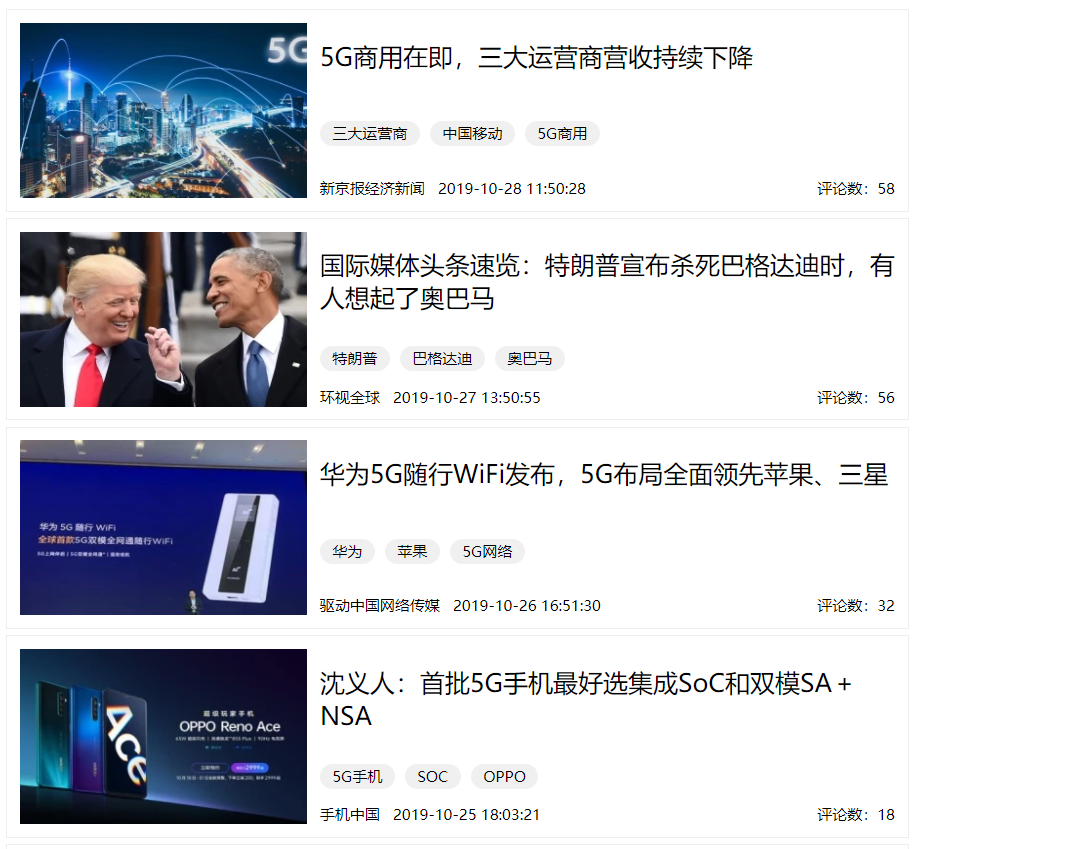 5G
5G商用在即，三大运营商营收持续下降
三大运营商 中国移动 5G商用
新京报经济新闻 2019-10-28 11:50:28 评论数：58
国际媒体头条速览：特朗普宣布杀死巴格达迪时，有
人想起了奥巴马
特朗普 巴格达迪 奥巴马
环视全球 2019-10-27 13:50:55 评论数：56
华为 5G 随行 WiFi
全球首款5G双模全网通随行WiFi
华为5G随行WiFi发布，5G布局全面领先苹果、三星
华为 苹果 5G网络
驱动中国网络传媒 2019-10-26 16:51:30 评论数：32
Ace
超级玩家手机
OPPO Reno Ace
沈义人：首批5G手机最好选集成SoC和双模SA＋
NSA
5G手机 SOC OPPO
手机中国 2019-10-25 18:03:21 评论数：18